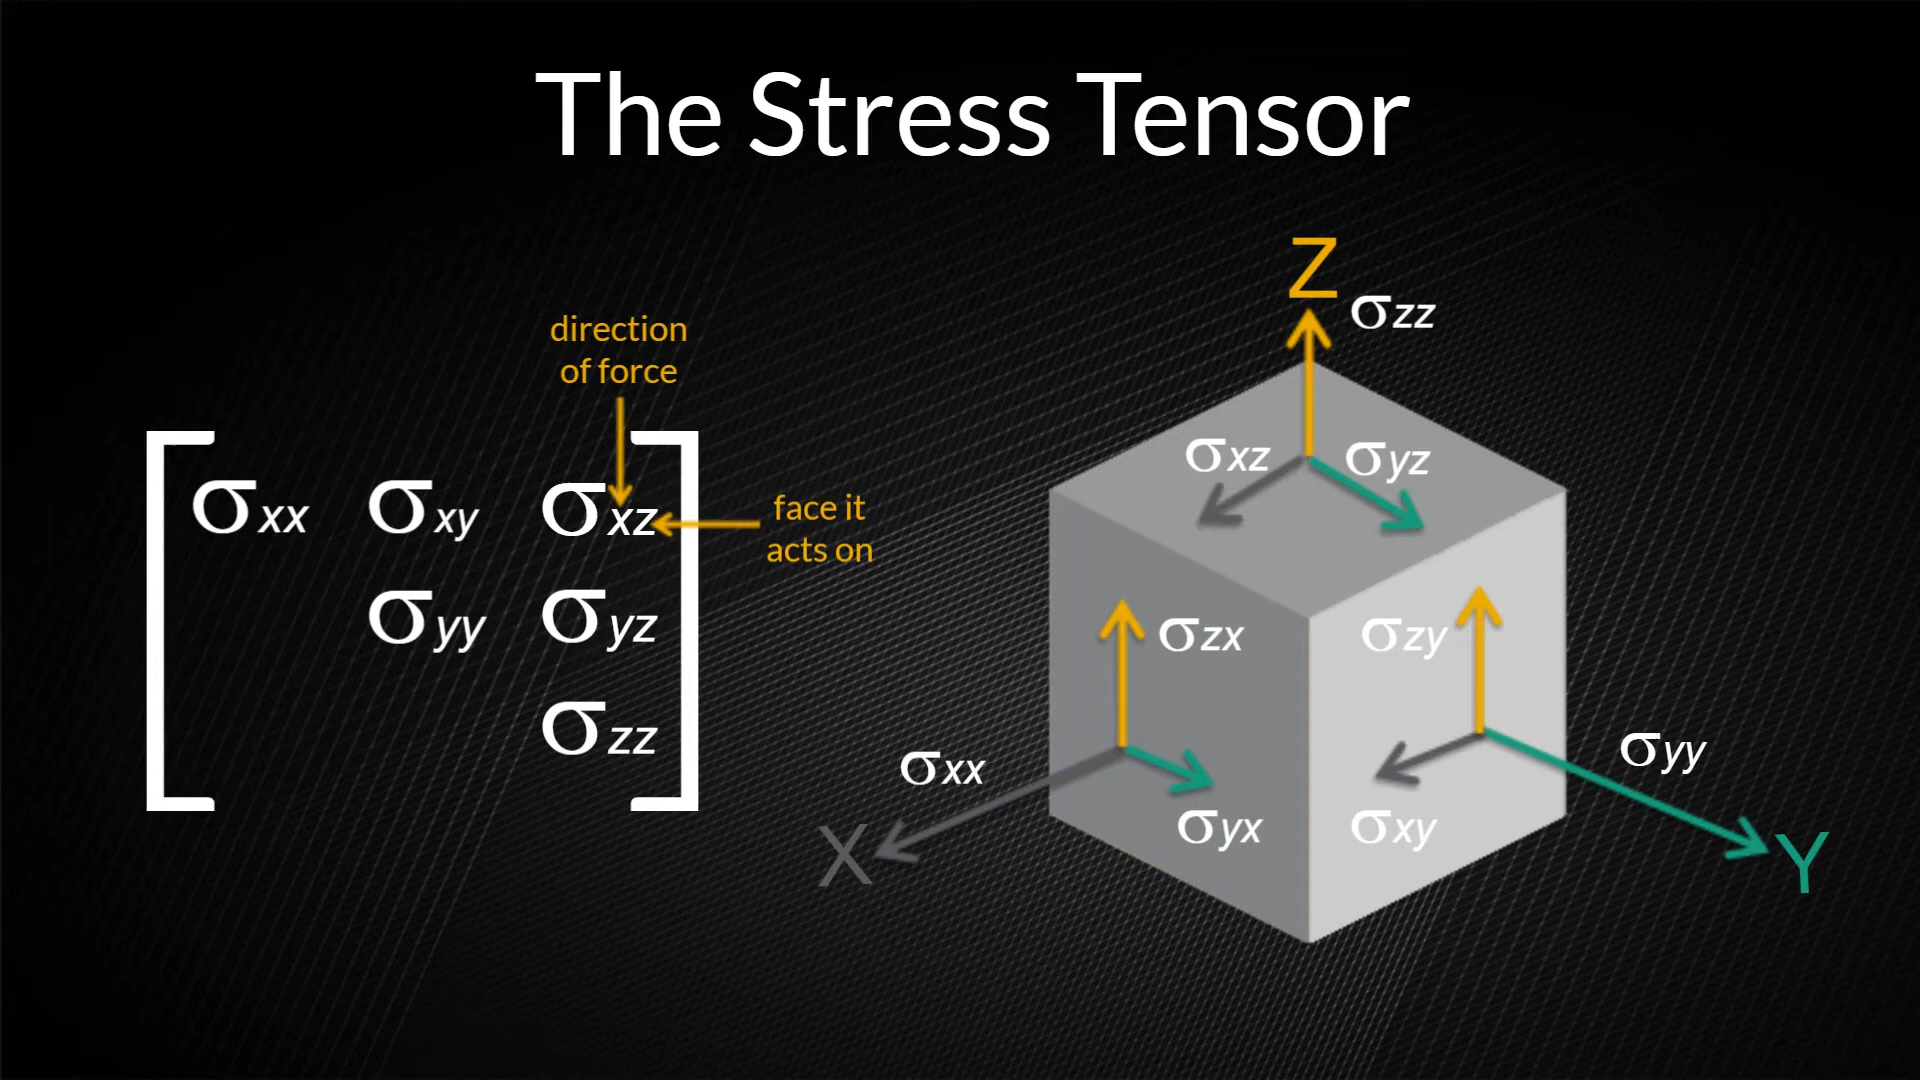 The Stress Tensor
direction
of force
σxx σxy σxz
face it
acts on
σyy σyz
σzz
Z
σzz
σxz σyz
σzx σzy
σxx
σyy
σyx σxy
X
Y